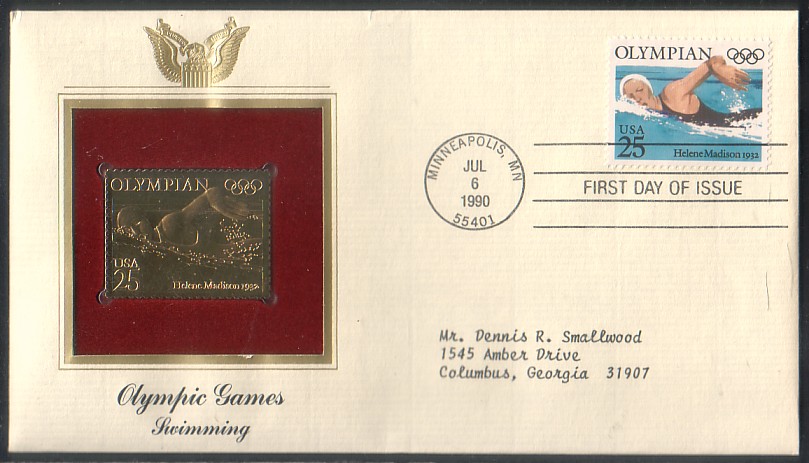 OLYMPIAN
USA
25
Helene Madison 1932
Olympic Games
Swimming
OLYMPIAN
USA
25
Helene Madison 1932
MINNEAPOLIS, MN
JUL
6
1990
55401
FIRST DAY OF ISSUE
Mr. Dennis R. Smallwood
1545 Amber Drive
Columbus, Georgia 31907